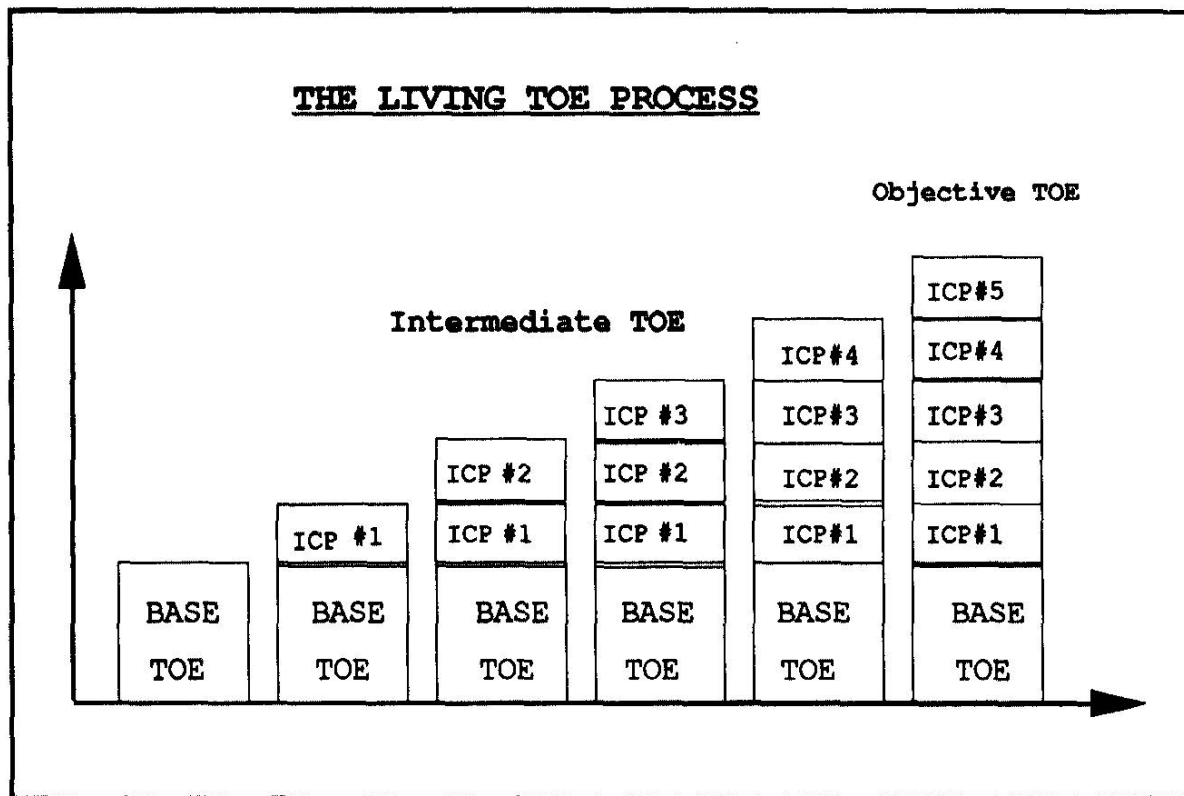 THE LIVING TOE PROCESS
Objective TOE
Intermediate TOE
BASE
TOE
ICP #1
BASE
TOE
ICP #2
ICP #1
BASE
TOE
ICP #3
ICP #2
ICP #1
BASE
TOE
ICP#4
ICP#3
ICP#2
ICP#1
BASE
TOE
ICP#5
ICP#4
ICP#3
ICP#2
ICP#1
BASE
TOE